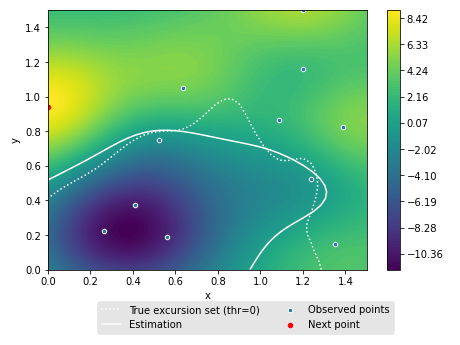 1.4
1.2
1.0
0.8
0.6
0.4
0.2
0.0
y
0.0 0.2 0.4 0.6 0.8 1.0 1.2 1.4
x
8.42
6.33
4.24
2.16
0.07
−2.02
−4.10
−6.19
−8.28
−10.36
True excursion set (thr=0)
Estimation
Observed points
Next point